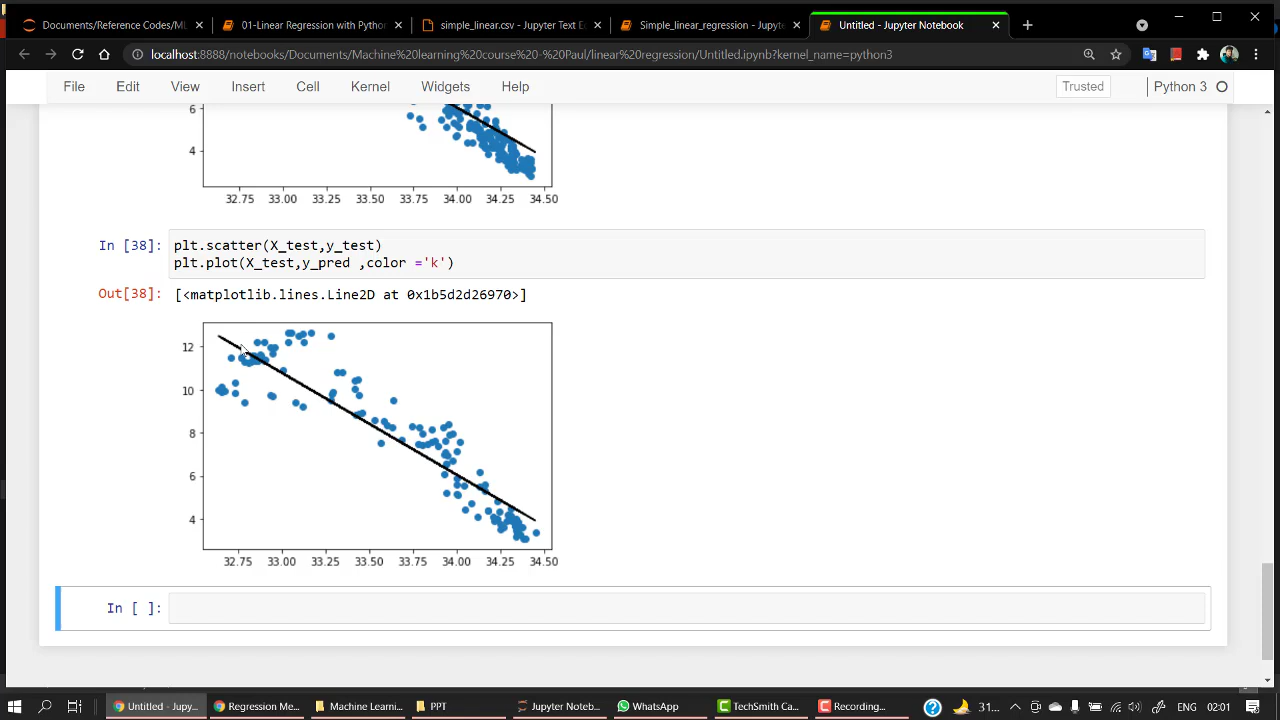 Documents/Reference Codes/ML
01-Linear Regression with Python
simple_linear.csv - Jupyter Text E
Simple_linear_regression - Jupyte
Untitled - Jupyter Notebook
localhost:8888/notebooks/Documents/Machine%20learning%20course%20-%20Paul/linear%20regression/Untitled.ipynb?kernel_name=python3
File Edit View Insert Cell Kernel Widgets Help Trusted Python 3
6
4
32.75 33.00 33.25 33.50 33.75 34.00 34.25 34.50
In [38]: plt.scatter(X_test,y_test)
plt.plot(X_test,y_pred ,color ='k')
Out[38]: [<matplotlib.lines.Line2D at 0x1b5d2d26970>]
12
10
8
6
4
32.75 33.00 33.25 33.50 33.75 34.00 34.25 34.50
In [ ]:
Untitled - Jupy... Regression Me... Machine Learni... PPT Jupyter Noteb... WhatsApp TechSmith Ca... Recording... 31... ENG 02:01